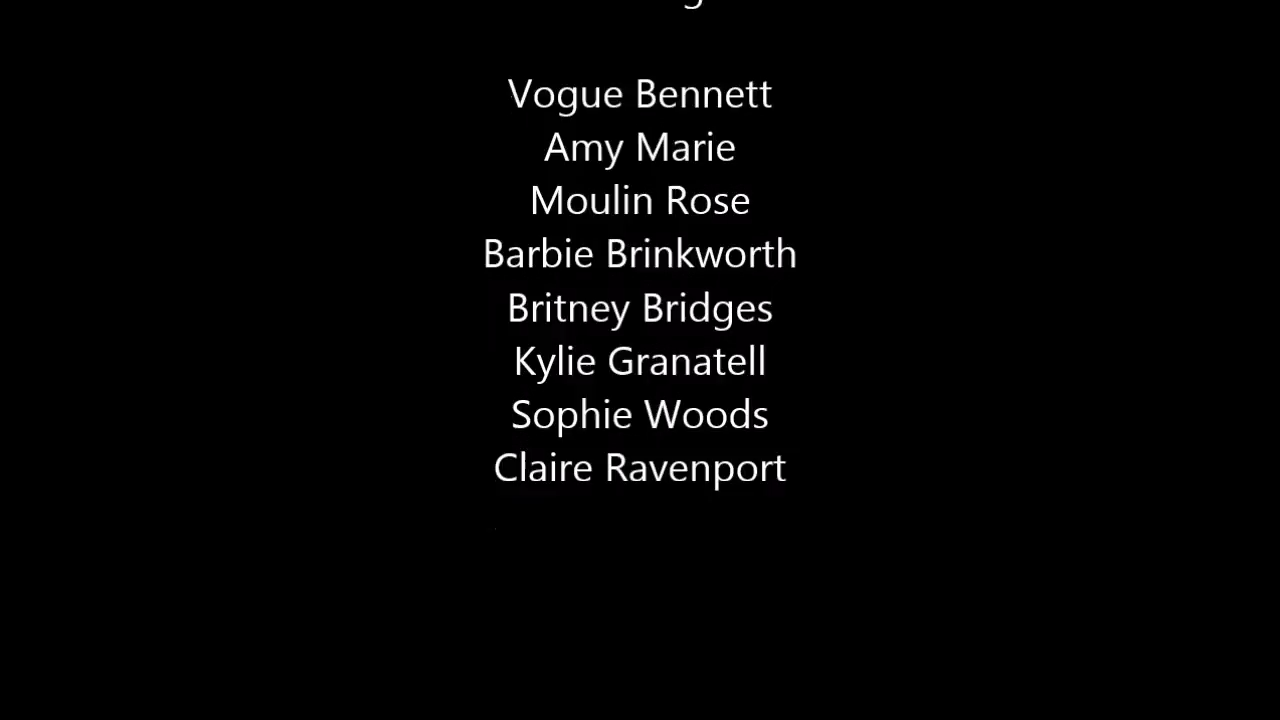 Vogue Bennett
Amy Marie
Moulin Rose
Barbie Brinkworth
Britney Bridges
Kylie Granatell
Sophie Woods
Claire Ravenport